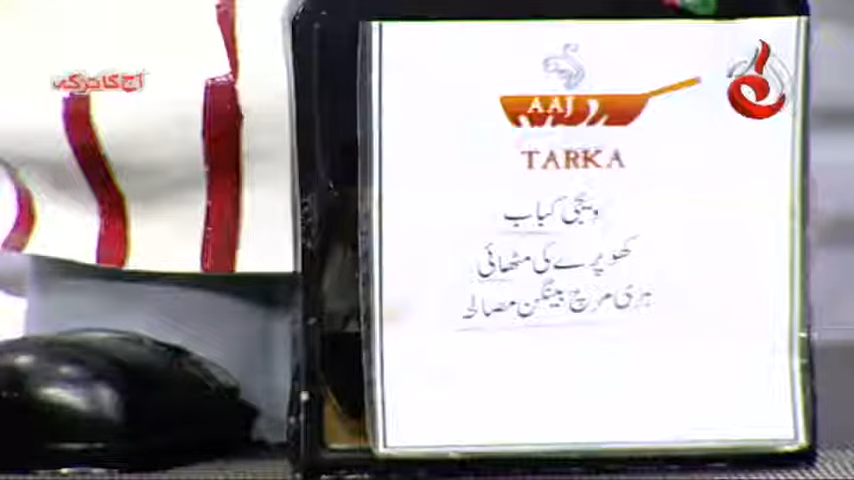 آج کا تڑکہ
AAJ
TARKA
ویجی کباب
کھوپرے کی مٹھائی
ہری مرچ بینگن مصالحہ